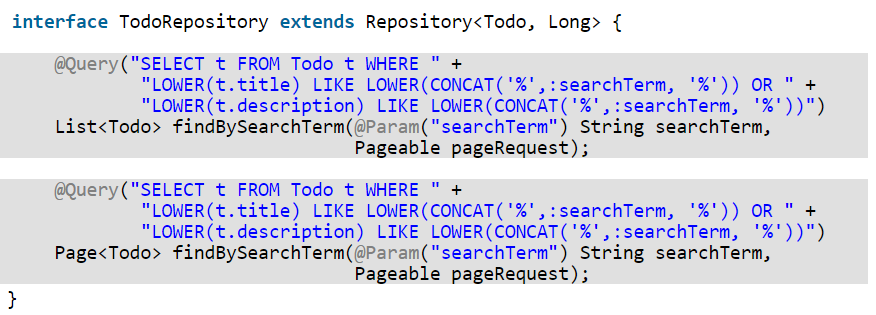 interface TodoRepository extends Repository<Todo, Long> {
@Query("SELECT t FROM Todo t WHERE " +
"LOWER(t.title) LIKE LOWER(CONCAT('%',:searchTerm, '%')) OR " +
"LOWER(t.description) LIKE LOWER(CONCAT('%',:searchTerm, '%'))")
List<Todo> findBySearchTerm(@Param("searchTerm") String searchTerm,
Pageable pageRequest);
@Query("SELECT t FROM Todo t WHERE " +
"LOWER(t.title) LIKE LOWER(CONCAT('%',:searchTerm, '%')) OR " +
"LOWER(t.description) LIKE LOWER(CONCAT('%',:searchTerm, '%'))")
Page<Todo> findBySearchTerm(@Param("searchTerm") String searchTerm,
Pageable pageRequest);
}